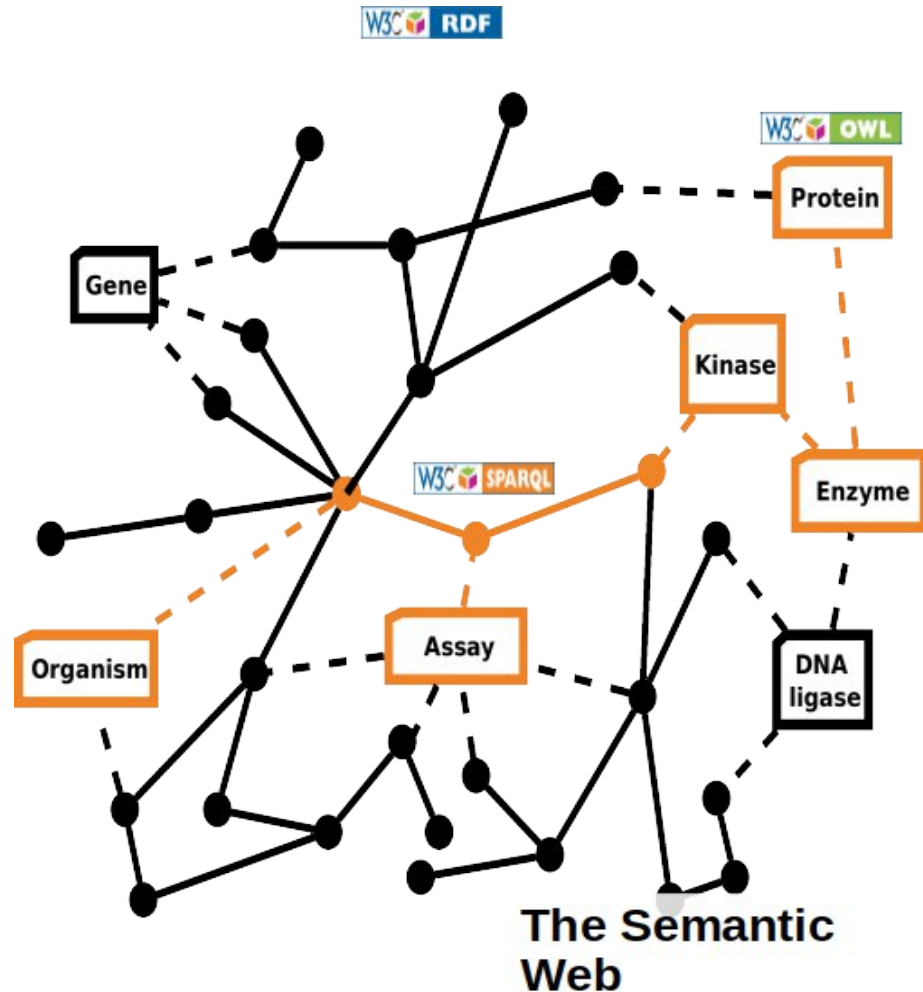 W3C RDF
W3C OWL
Protein
Gene
Kinase
W3C SPARQL
Enzyme
Assay
Organism
DNA
ligase
The Semantic
Web